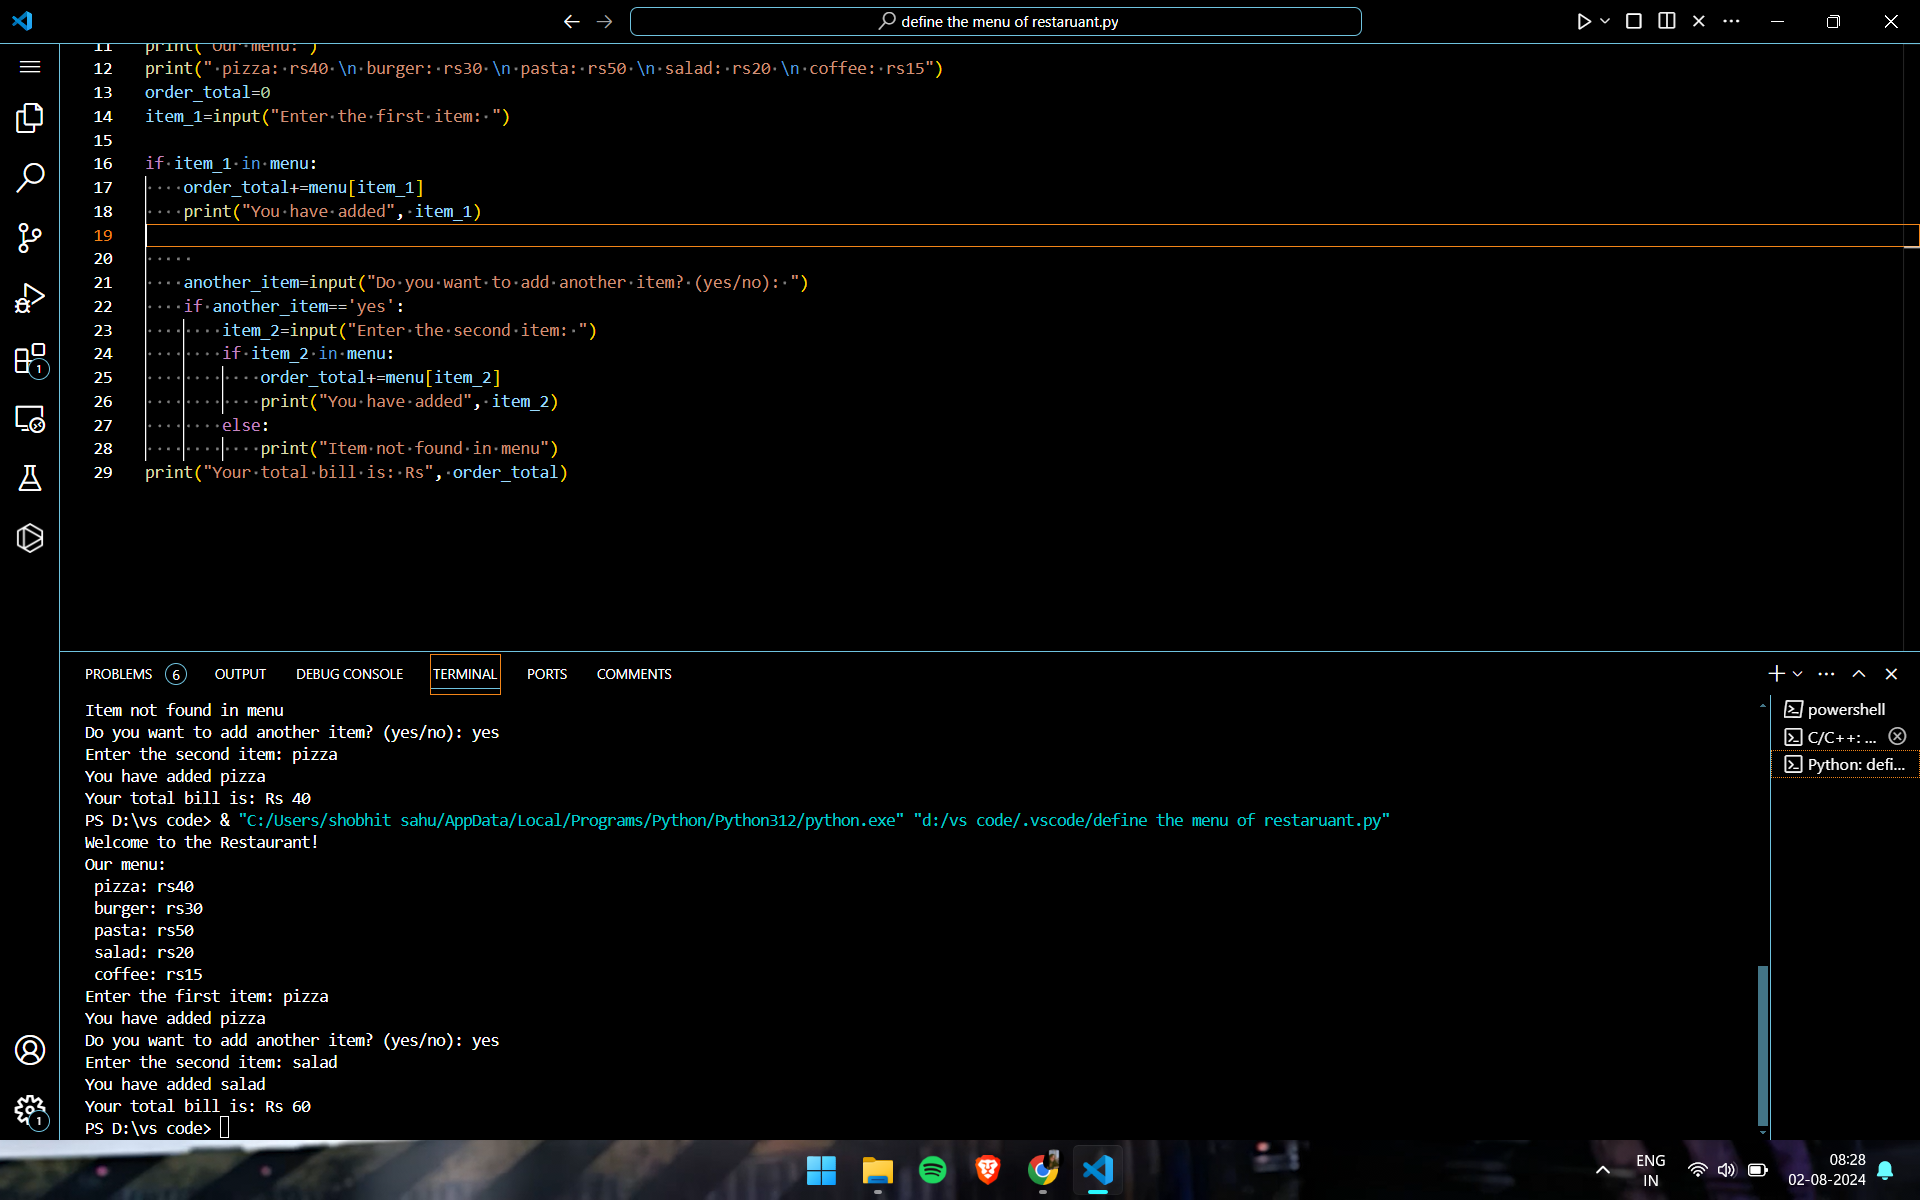 define the menu of restaruant.py
11 print("Our menu:")
12 print(" pizza: rs40 \n burger: rs30 \n pasta: rs50 \n salad: rs20 \n coffee: rs15")
13 order_total=0
14 item_1=input("Enter the first item: ")
15
16 if item_1 in menu:
17     order_total+=menu[item_1]
18     print("You have added", item_1)
19
20
21     another_item=input("Do you want to add another item? (yes/no): ")
22     if another_item=='yes':
23         item_2=input("Enter the second item: ")
24         if item_2 in menu:
25             order_total+=menu[item_2]
26             print("You have added", item_2)
27         else:
28             print("Item not found in menu")
29 print("Your total bill is: Rs", order_total)
1
PROBLEMS 6 OUTPUT DEBUG CONSOLE TERMINAL PORTS COMMENTS
Item not found in menu
Do you want to add another item? (yes/no): yes
Enter the second item: pizza
You have added pizza
Your total bill is: Rs 40
PS D:\vs code> & "C:/Users/shobhit sahu/AppData/Local/Programs/Python/Python312/python.exe" "d:/vs code/.vscode/define the menu of restaruant.py"
Welcome to the Restaurant!
Our menu:
 pizza: rs40
 burger: rs30
 pasta: rs50
 salad: rs20
 coffee: rs15
Enter the first item: pizza
You have added pizza
Do you want to add another item? (yes/no): yes
Enter the second item: salad
You have added salad
Your total bill is: Rs 60
PS D:\vs code>
powershell
C/C++: ...
Python: defi...
1
ENG
IN
08:28
02-08-2024